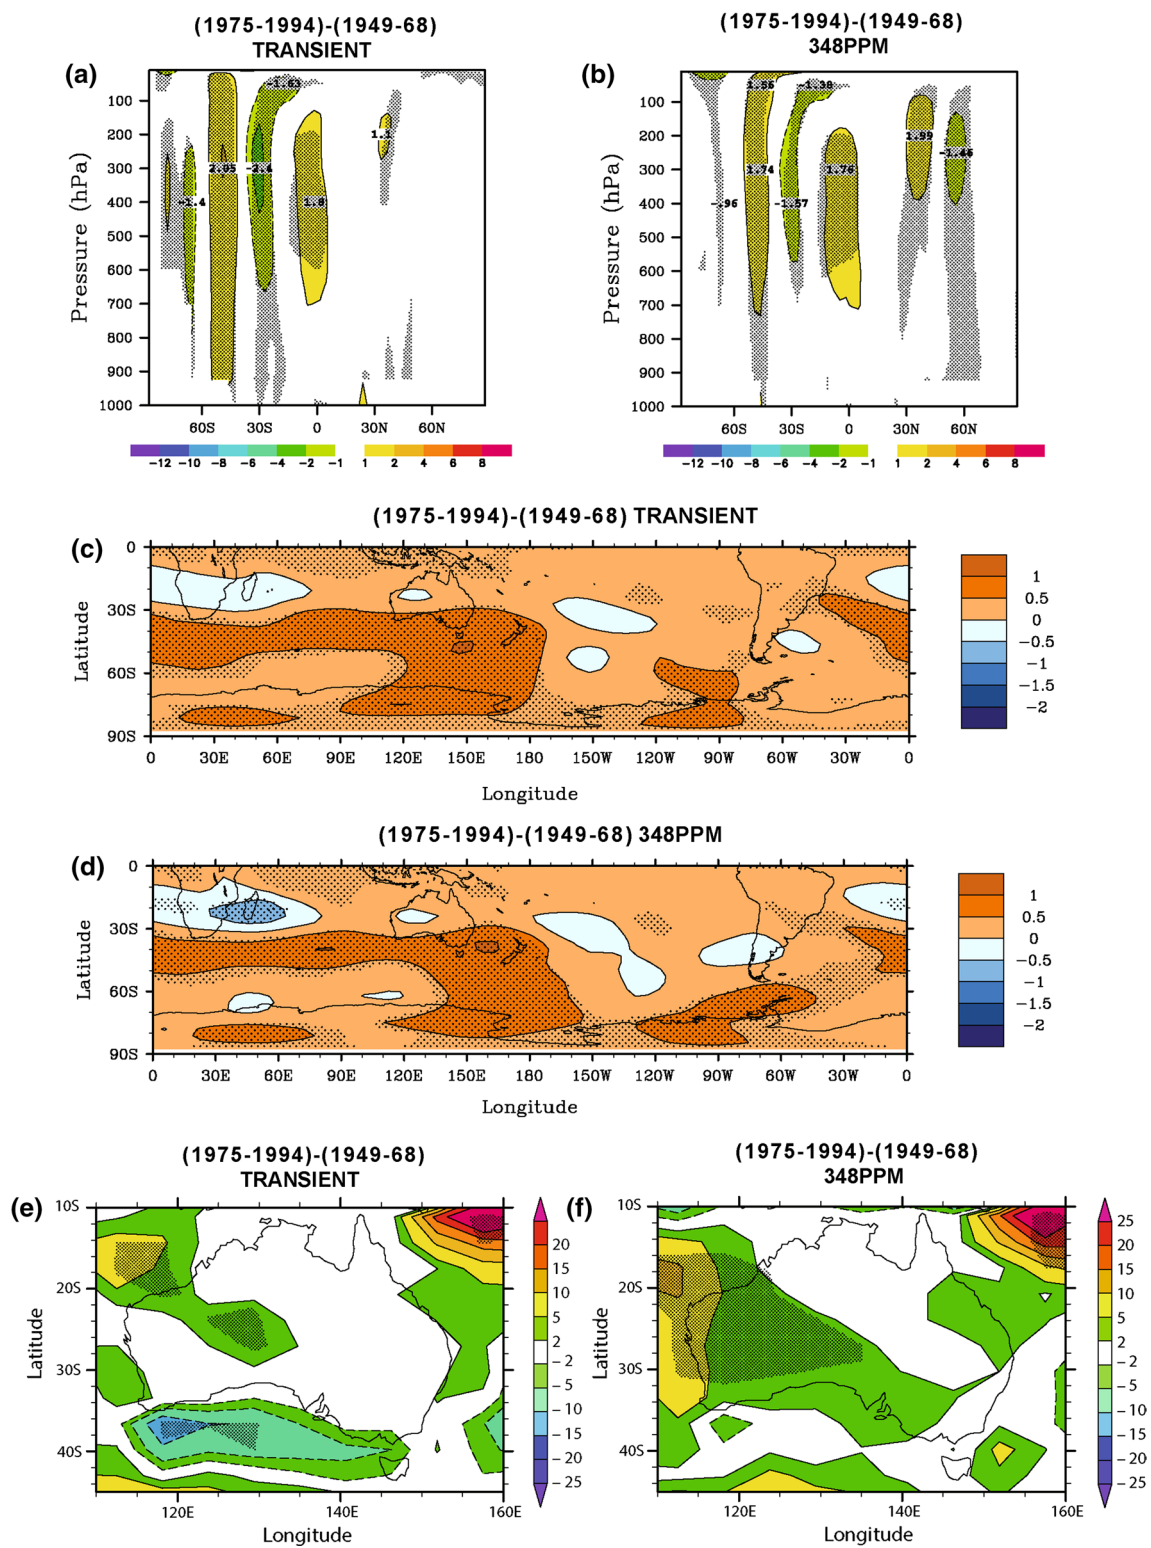 (1975-1994)-(1949-68)
TRANSIENT
(a)
Pressure (hPa)
100
200
300
400
500
600
700
800
900
1000
-1.63
1.1
2.05
-2.4
-1.4
1.8
60S 30S 0 30N 60N
-12 -10 -8 -6 -4 -2 -1 1 2 4 6 8
(1975-1994)-(1949-68)
348PPM
(b)
Pressure (hPa)
100
200
300
400
500
600
700
800
900
1000
1.56
-1.38
1.99
-1.46
1.74
1.76
-.96
-1.57
60S 30S 0 30N 60N
-12 -10 -8 -6 -4 -2 -1 1 2 4 6 8
(1975-1994)-(1949-68) TRANSIENT
(c)
Latitude
0
30S
60S
90S
0 30E 60E 90E 120E 150E 180 150W 120W 90W 60W 30W 0
Longitude
1
0.5
0
-0.5
-1
-1.5
-2
(1975-1994)-(1949-68) 348PPM
(d)
Latitude
0
30S
60S
90S
0 30E 60E 90E 120E 150E 180 150W 120W 90W 60W 30W 0
Longitude
1
0.5
0
-0.5
-1
-1.5
-2
(1975-1994)-(1949-68)
TRANSIENT
(e)
Latitude
10S
20S
30S
40S
120E 140E 160E
Longitude
20
15
10
5
2
-2
-5
-10
-15
-20
-25
(1975-1994)-(1949-68)
348PPM
(f)
Latitude
10S
20S
30S
40S
120E 140E 160E
Longitude
25
20
15
10
5
2
-2
-5
-10
-15
-20
-25